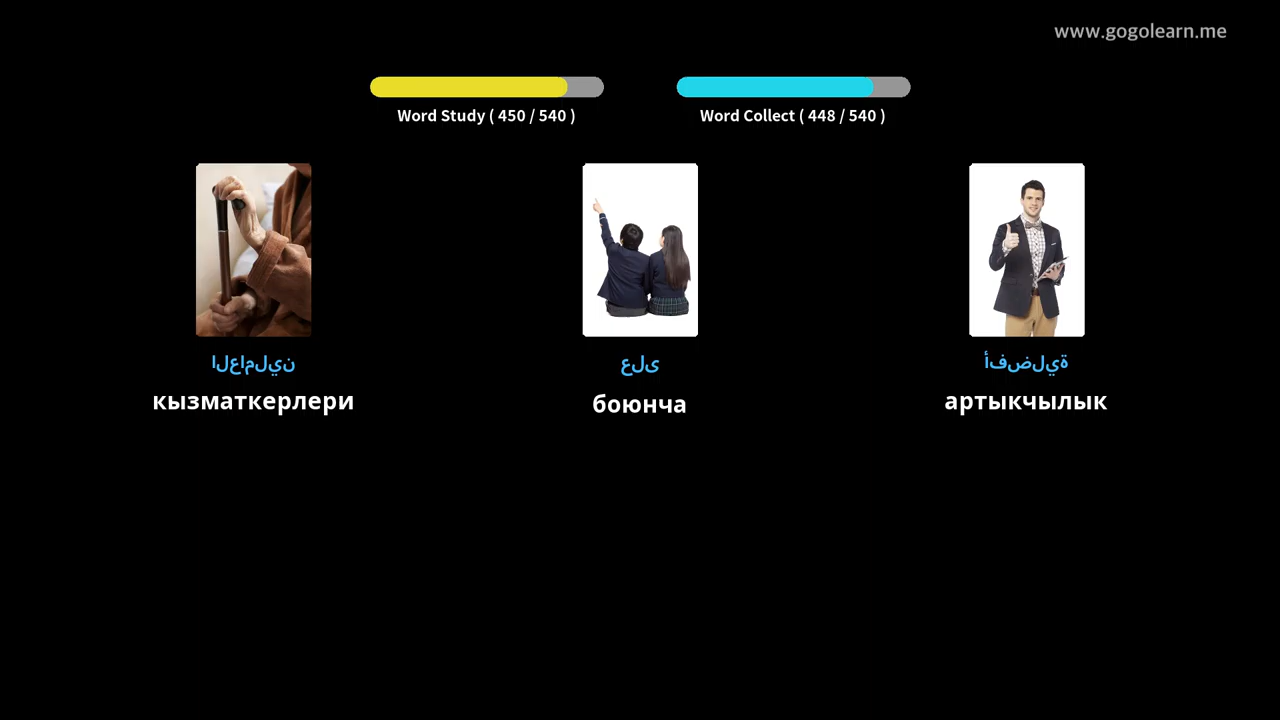 www.gogolearn.me
Word Study ( 450 / 540 )
Word Collect ( 448 / 540 )
العاملين
кызматкерлери
على
боюнча
أفضلية
артыкчылык